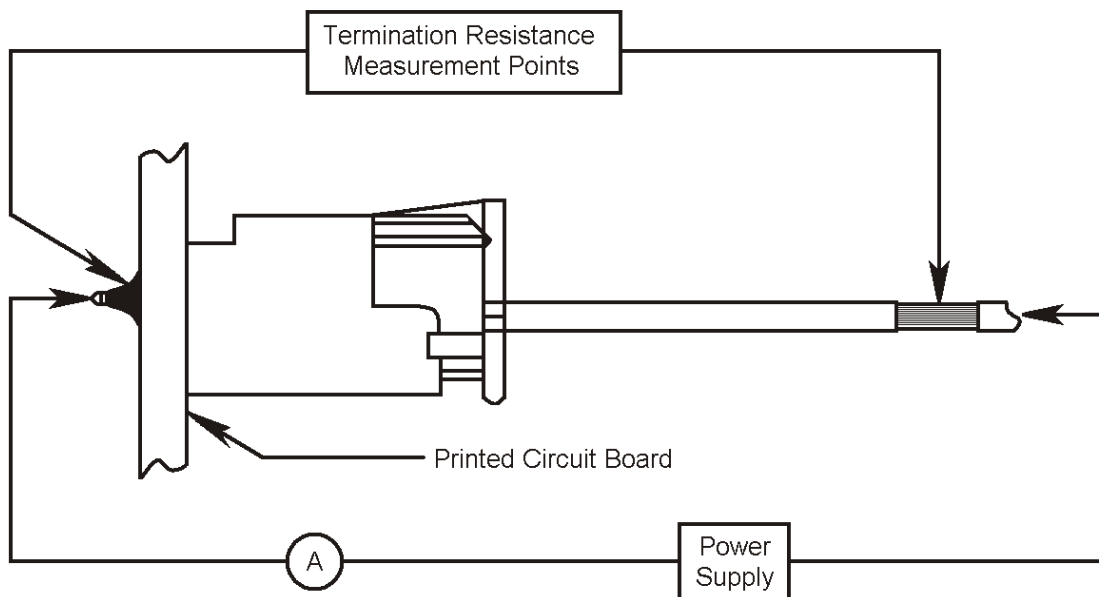 Termination Resistance
Measurement Points
Printed Circuit Board
A
Power
Supply